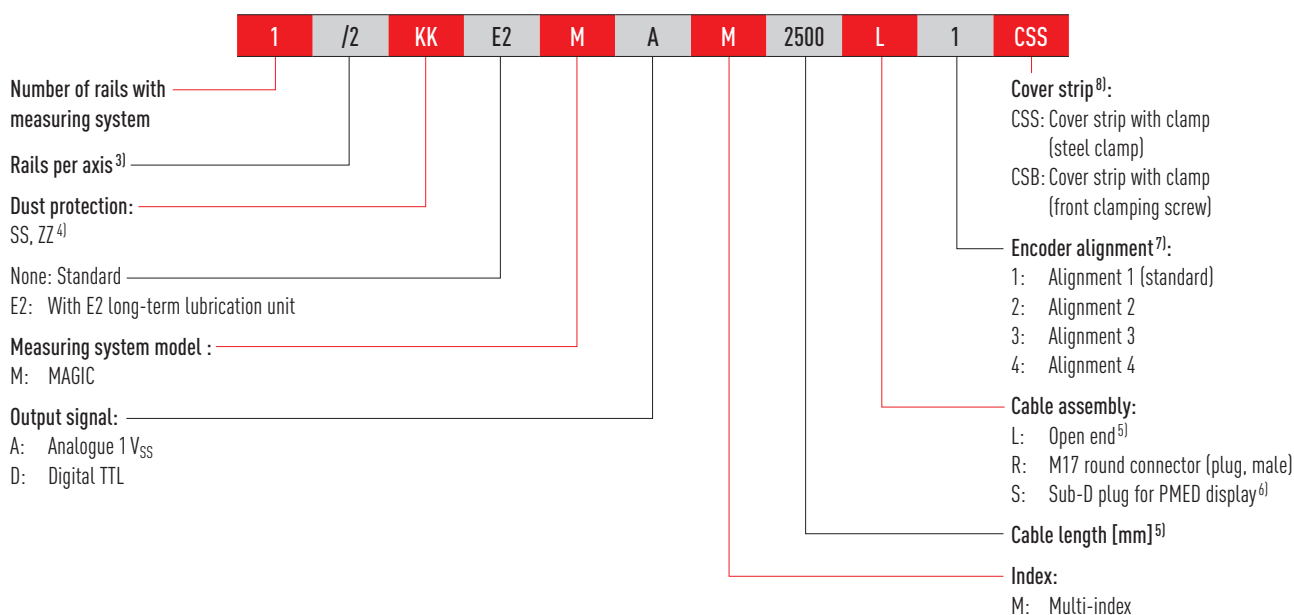 1 /2 KK E2 M A M 2500 L 1 CSS
Number of rails with
measuring system
Rails per axis 3)
Dust protection:
SS, ZZ 4)
None: Standard
E2: With E2 long-term lubrication unit
Measuring system model :
M: MAGIC
Output signal:
A: Analogue 1 VSS
D: Digital TTL
Cover strip 8):
CSS: Cover strip with clamp
(steel clamp)
CSB: Cover strip with clamp
(front clamping screw)
Encoder alignment 7):
1: Alignment 1 (standard)
2: Alignment 2
3: Alignment 3
4: Alignment 4
Cable assembly:
L: Open end 5)
R: M17 round connector (plug, male)
S: Sub-D plug for PMED display 6)
Cable length [mm] 5)
Index:
M: Multi-index